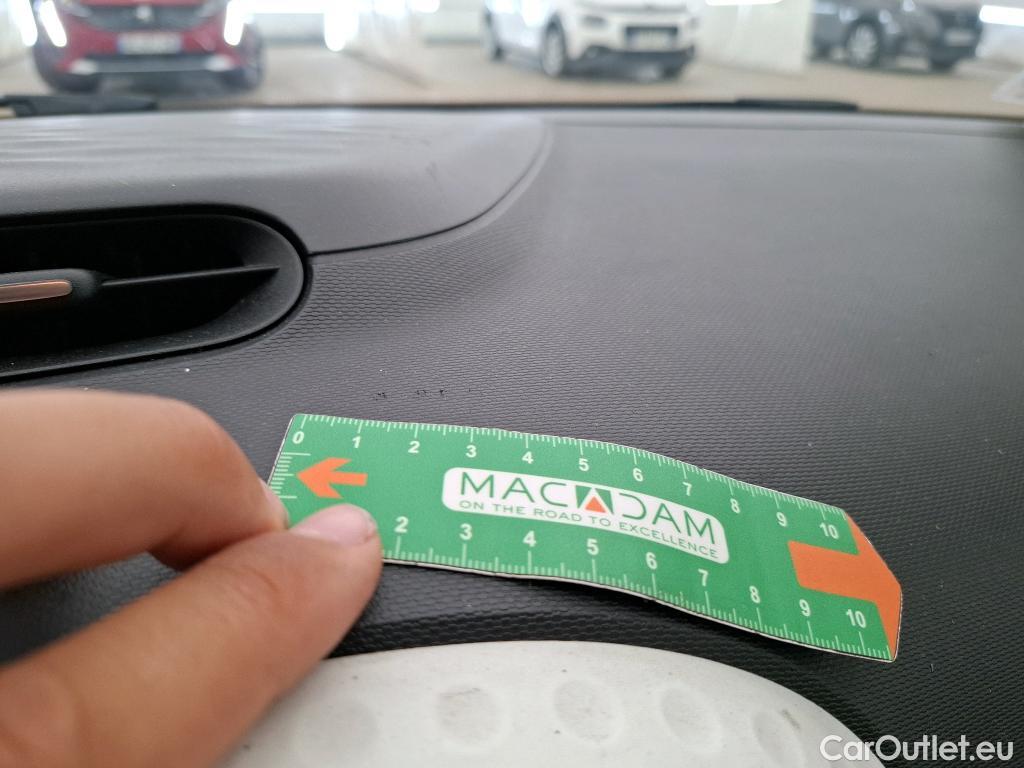 0 1 2 3 4 5 6 7 8 9 10
MACADAM
ON THE ROAD TO EXCELLENCE
2 3 4 5 6 7 8 9 10
CarOutlet.eu